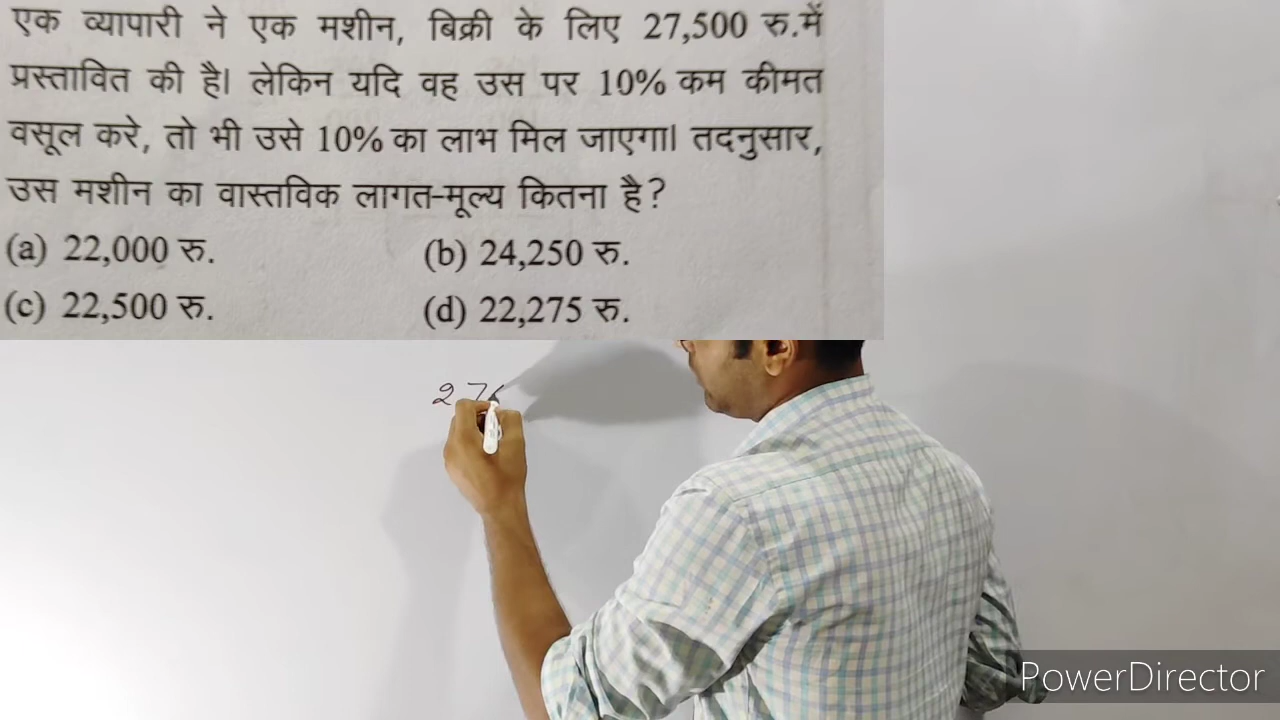 एक व्यापारी ने एक मशीन, बिक्री के लिए 27,500 रु.में
प्रस्तावित की है। लेकिन यदि वह उस पर 10% कम कीमत
वसूल करे, तो भी उसे 10% का लाभ मिल जाएगा। तदनुसार,
उस मशीन का वास्तविक लागत-मूल्य कितना है?
(a) 22,000 रु. (b) 24,250 रु.
(c) 22,500 रु. (d) 22,275 रु.
27
PowerDirector